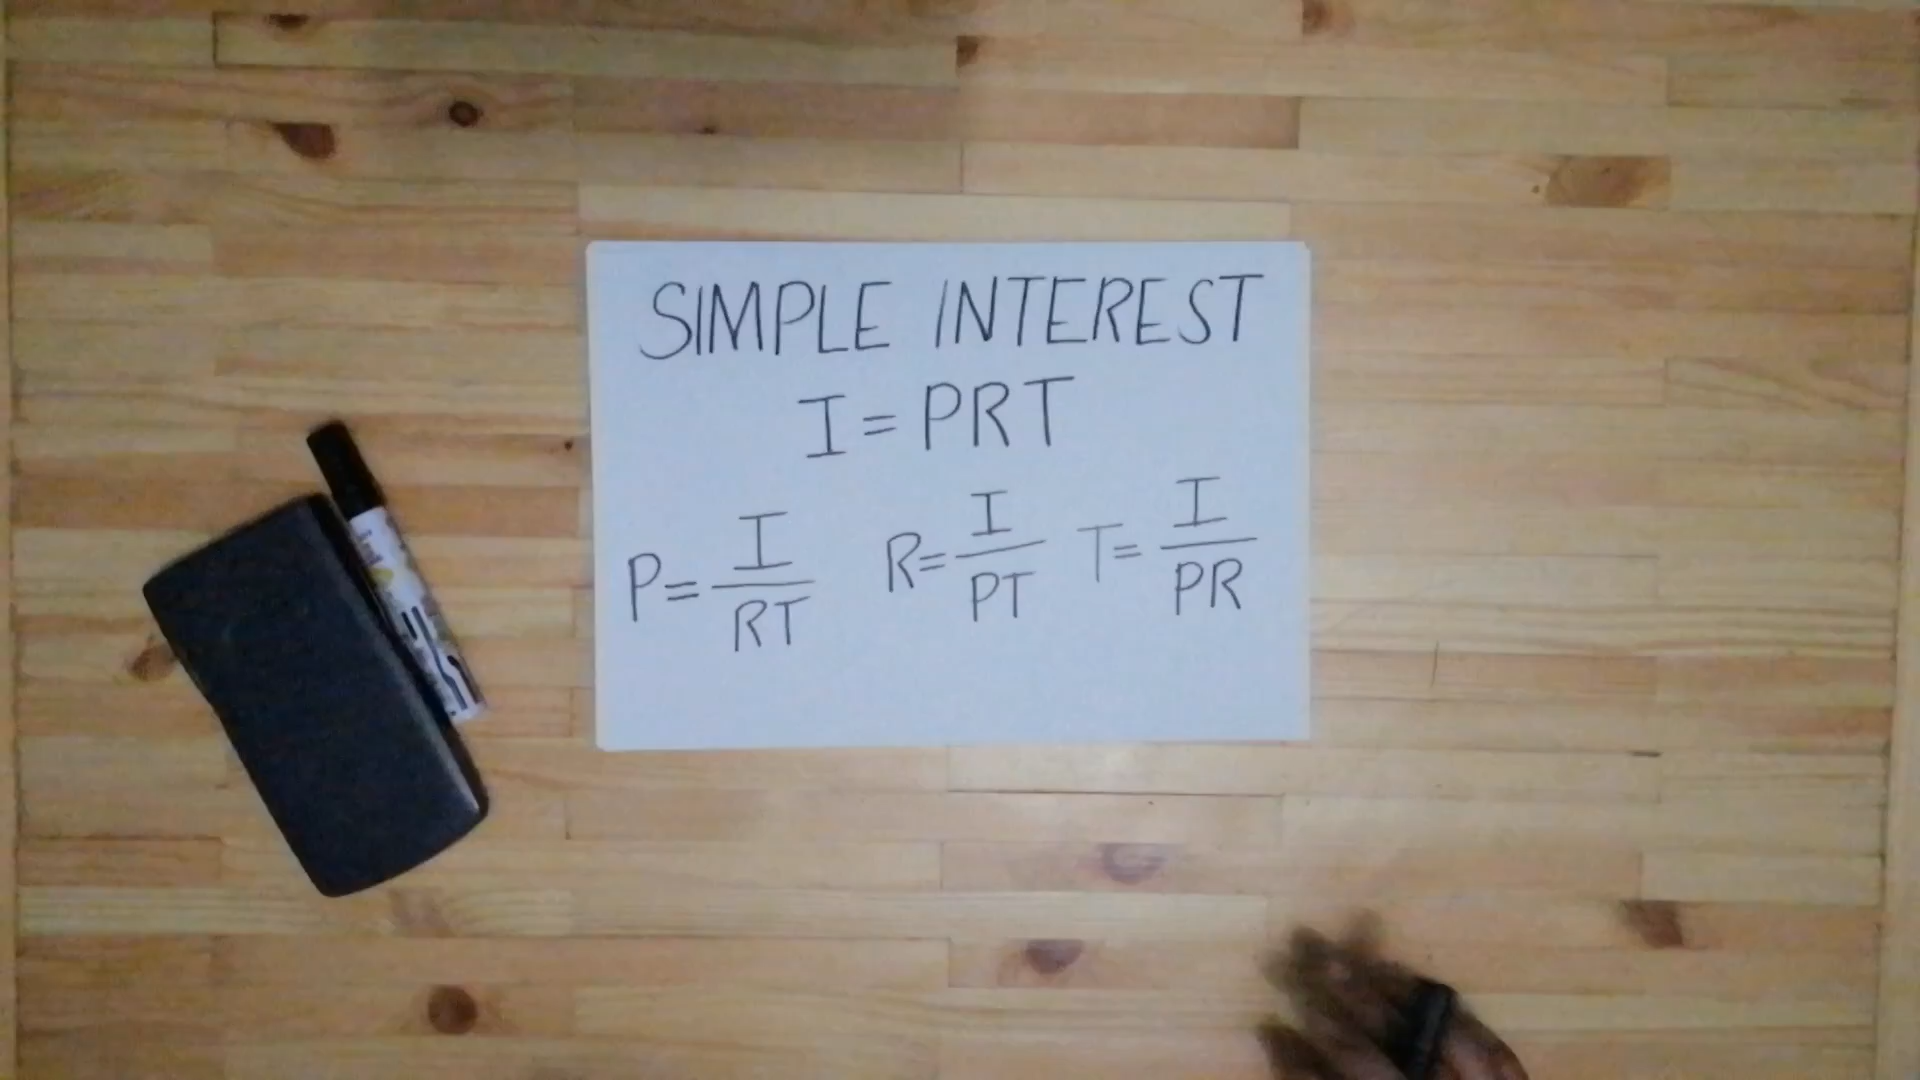 SIMPLE INTEREST
I = PRT
P = I/RT R = I/PT T = I/PR